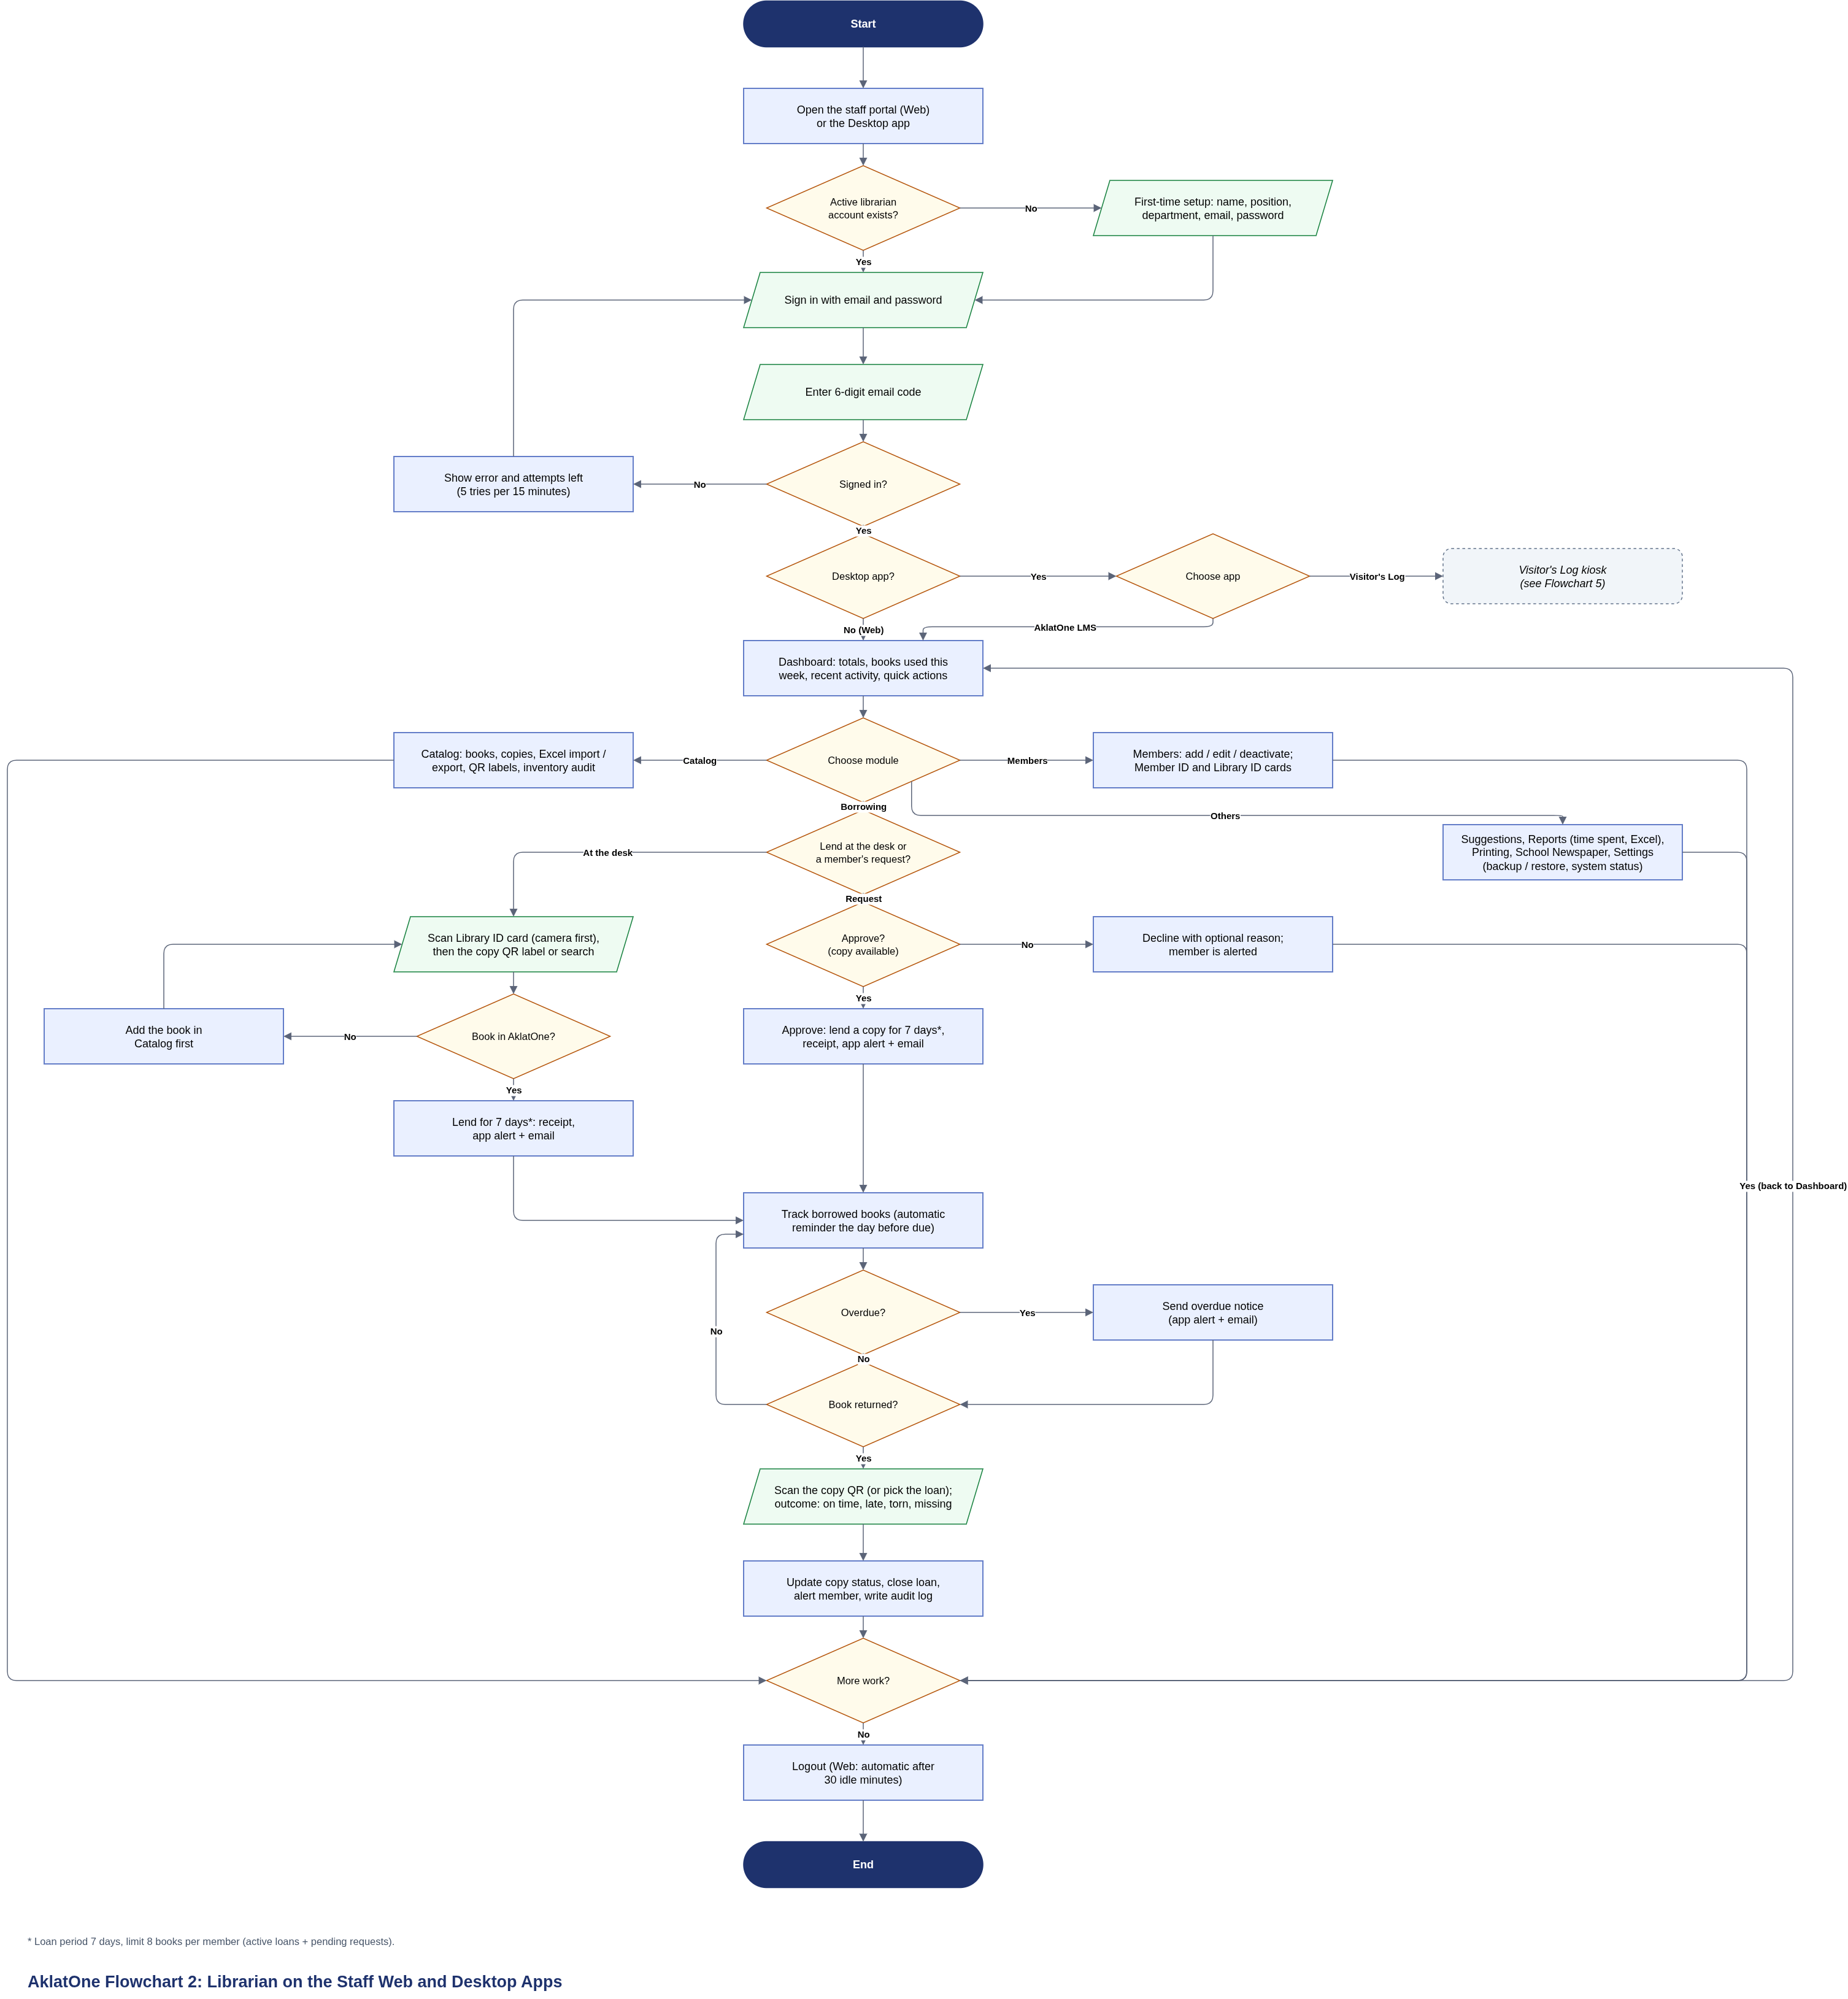 Start
Open the staff portal (Web)
or the Desktop app
Active librarian
account exists?
No
First-time setup: name, position,
department, email, password
Yes
Sign in with email and password
Enter 6-digit email code
Show error and attempts left
(5 tries per 15 minutes)
No
Signed in?
Yes
Desktop app?
Yes
Choose app
Visitor's Log
Visitor's Log kiosk
(see Flowchart 5)
No (Web)
AklatOne LMS
Dashboard: totals, books used this
week, recent activity, quick actions
Catalog: books, copies, Excel import /
export, QR labels, inventory audit
Catalog
Choose module
Members
Members: add / edit / deactivate;
Member ID and Library ID cards
Borrowing
Others
At the desk
Lend at the desk or
a member's request?
Suggestions, Reports (time spent, Excel),
Printing, School Newspaper, Settings
(backup / restore, system status)
Request
Scan Library ID card (camera first),
then the copy QR label or search
Approve?
(copy available)
No
Decline with optional reason;
member is alerted
Yes
Add the book in
Catalog first
No
Book in AklatOne?
Approve: lend a copy for 7 days*,
receipt, app alert + email
Yes
Lend for 7 days*: receipt,
app alert + email
Yes (back to Dashboard)
Track borrowed books (automatic
reminder the day before due)
Overdue?
Yes
Send overdue notice
(app alert + email)
No
No
Book returned?
Yes
Scan the copy QR (or pick the loan);
outcome: on time, late, torn, missing
Update copy status, close loan,
alert member, write audit log
More work?
No
Logout (Web: automatic after
30 idle minutes)
End
* Loan period 7 days, limit 8 books per member (active loans + pending requests).
AklatOne Flowchart 2: Librarian on the Staff Web and Desktop Apps